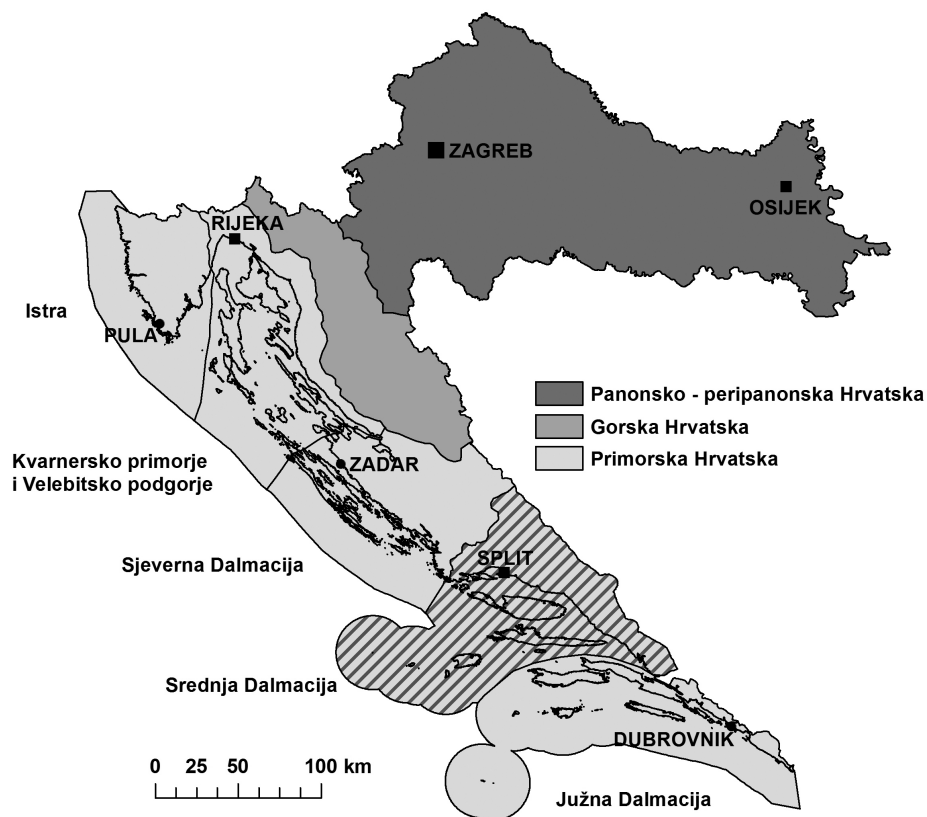 ZAGREB
OSIJEK
RIJEKA
Istra
PULA
Panonsko - peripanonska Hrvatska
Gorska Hrvatska
Primorska Hrvatska
Kvarnersko primorje
i Velebitsko podgorje
ZADAR
Sjeverna Dalmacija
SPLIT
Srednja Dalmacija
DUBROVNIK
0 25 50 100 km
Južna Dalmacija